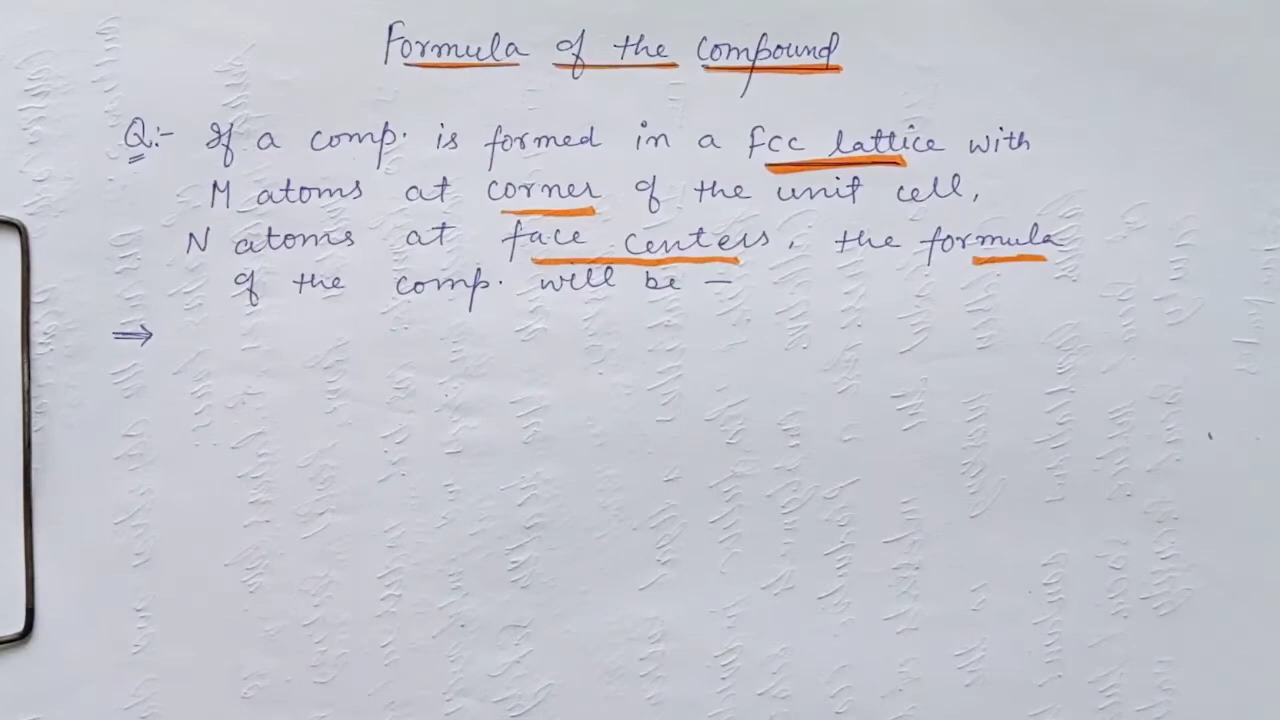 Formula of the Compound
Q:- If a comp. is formed in a fcc lattice with
M atoms at corner of the unit cell,
N atoms at face centers, the formula
of the comp. will be -
⇒